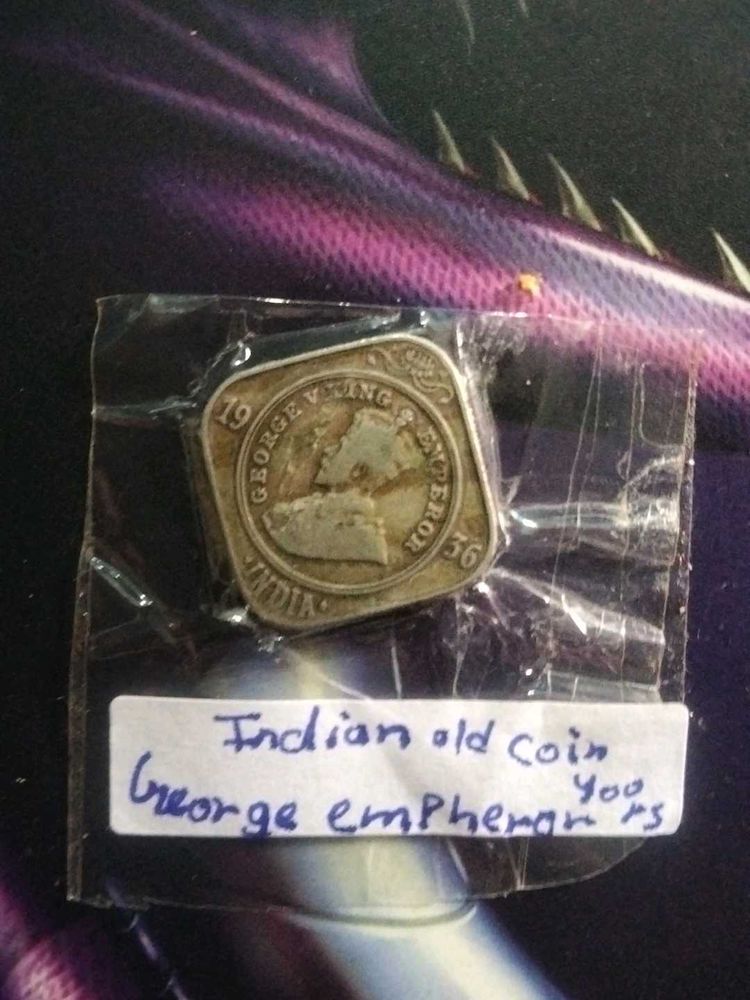 GEORGE V KING & EMPEROR
19 36
• INDIA •
Indian old coin
George empheror 400 rs